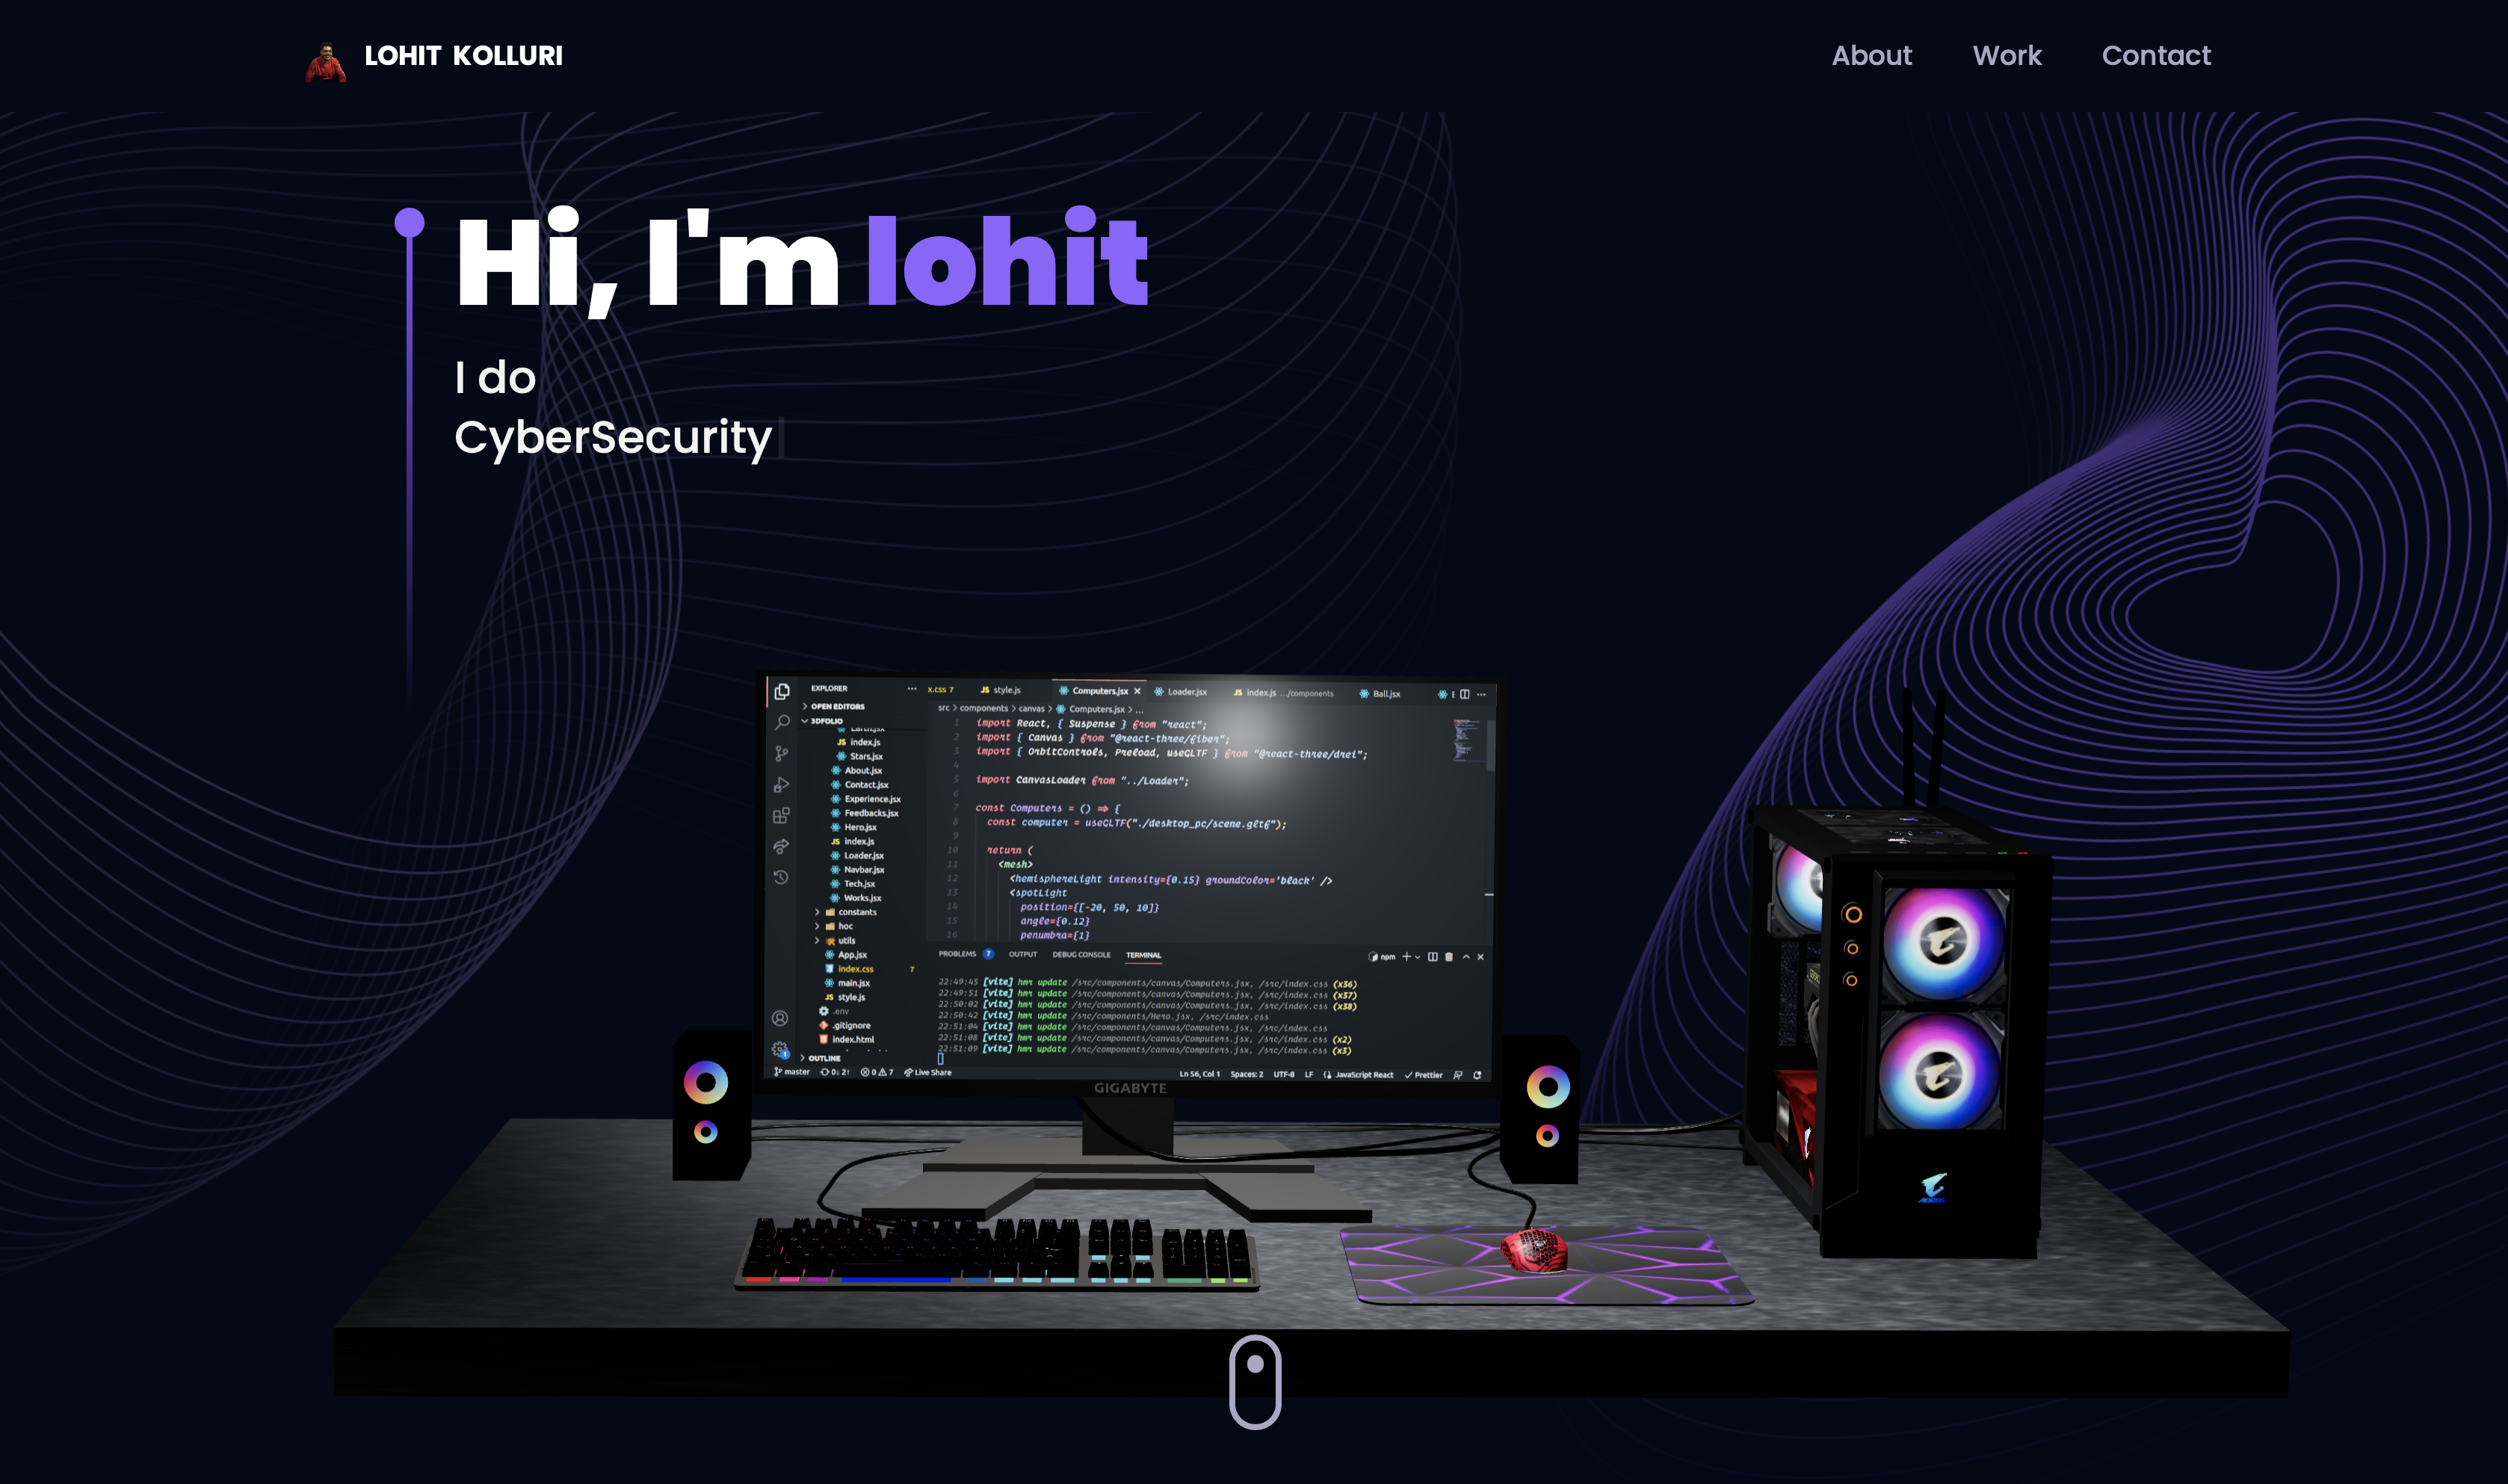 LOHIT KOLLURI
About Work Contact
Hi, I'm lohit
I do
CyberSecurity
EXPLORER ···
OPEN EDITORS
3DFOLIO
index.js
Stars.jsx
About.jsx
Contact.jsx
Experience.jsx
Feedbacks.jsx
Hero.jsx
index.js
Loader.jsx
Navbar.jsx
Tech.jsx
Works.jsx
constants
hoc
utils
App.jsx
index.css 7
main.jsx
style.js
.env
.gitignore
index.html
OUTLINE
x.css 7 JS style.js Computers.jsx JS Loader.jsx index.js .../components Ball.jsx
src > components > canvas > Computers.jsx > ...
1 import React, { Suspense } from "react";
2 import { Canvas } from "@react-three/fiber";
3 import { OrbitControls, Preload, useGLTF } from "@react-three/drei";
4
5 import CanvasLoader from "../Loader";
6
7 const Computers = () => {
8 const computer = useGLTF("./desktop_pc/scene.gltf");
9
10 return (
11 <mesh>
12 <hemisphereLight intensity={0.15} groundColor='black' />
13 <spotLight
14 position={[-20, 50, 10]}
15 angle={0.12}
16 penumbra={1}
PROBLEMS 7 OUTPUT DEBUG CONSOLE TERMINAL npm
22:49:45 [vite] hmr update /src/components/canvas/Computers.jsx, /src/index.css (x36)
22:49:51 [vite] hmr update /src/components/canvas/Computers.jsx, /src/index.css (x37)
22:50:02 [vite] hmr update /src/components/canvas/Computers.jsx, /src/index.css (x38)
22:50:42 [vite] hmr update /src/components/Hero.jsx, /src/index.css
22:51:04 [vite] hmr update /src/components/canvas/Computers.jsx, /src/index.css
22:51:08 [vite] hmr update /src/components/canvas/Computers.jsx, /src/index.css (x2)
22:51:09 [vite] hmr update /src/components/canvas/Computers.jsx, /src/index.css (x3)
master 0↓ 2↑ 0 7 Live Share Ln 56, Col 1 Spaces: 2 UTF-8 LF JavaScript React Prettier
GIGABYTE
AORUS